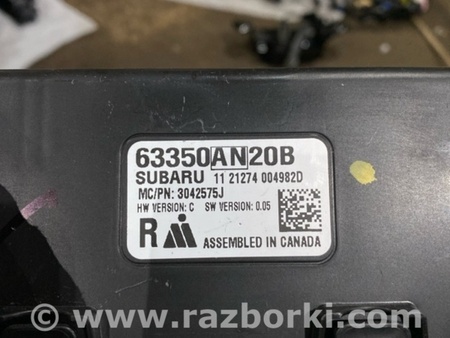 63350AN20B
SUBARU 11 21274 004982D
MC/PN: 3042575J
HW VERSION: C SW VERSION: 0.05
R ASSEMBLED IN CANADA
© www.razborki.com